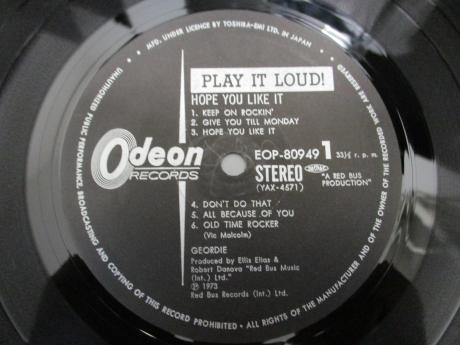 MFD. UNDER LICENCE BY TOSHIBA-EMI LTD. IN JAPAN
UNAUTHORIZED PUBLIC PERFORMANCE, BROADCASTING AND COPYING OF THIS RECORD PROHIBITED • ALL RIGHTS OF THE MANUFACTURER AND OF THE OWNER OF THE RECORDED WORK ARE RESERVED
PLAY IT LOUD!
HOPE YOU LIKE IT
1. KEEP ON ROCKIN'
2. GIVE YOU TILL MONDAY
3. HOPE YOU LIKE IT
Odeon
RECORDS
EOP-80949 1 33⅓ r. p. m.
STEREO
(YAX-4571)
"A RED BUS
PRODUCTION"
4. DON'T DO THAT
5. ALL BECAUSE OF YOU
6. OLD TIME ROCKER
(Vic Malcolm)
GEORDIE
Produced by Ellis Elias &
Robert Danova "Red Bus Music
(Int.) Ltd."
℗ 1973
Red Bus Records (Int.) Ltd.